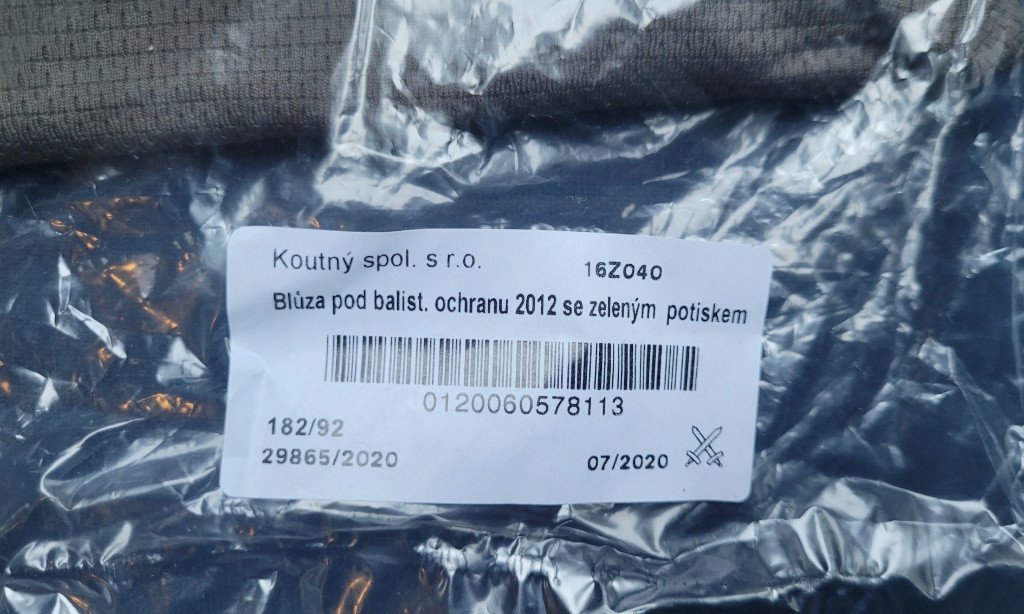 Koutný spol. s r.o. 16Z040
Blůza pod balist. ochranu 2012 se zeleným potiskem
0120060578113
182/92
29865/2020 07/2020